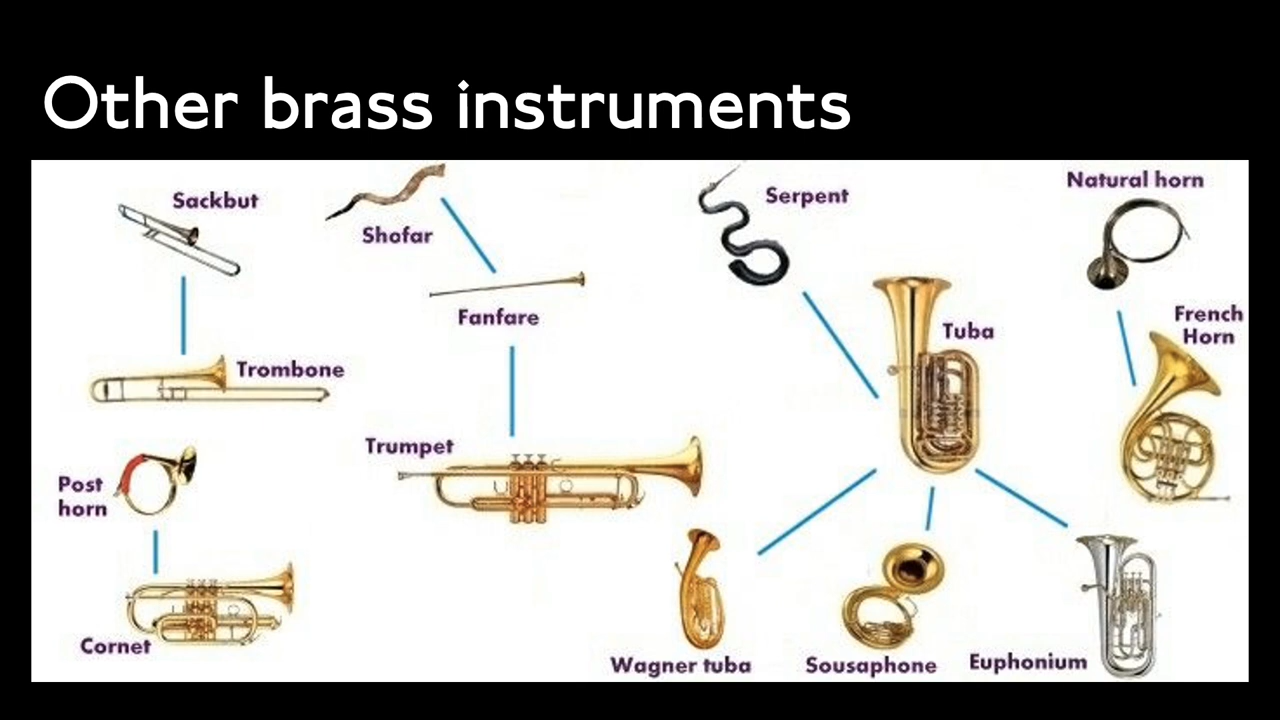 Other brass instruments
Sackbut
Shofar
Serpent
Natural horn
Fanfare
French
Horn
Tuba
Trombone
Trumpet
Post
horn
Cornet
Wagner tuba
Sousaphone
Euphonium